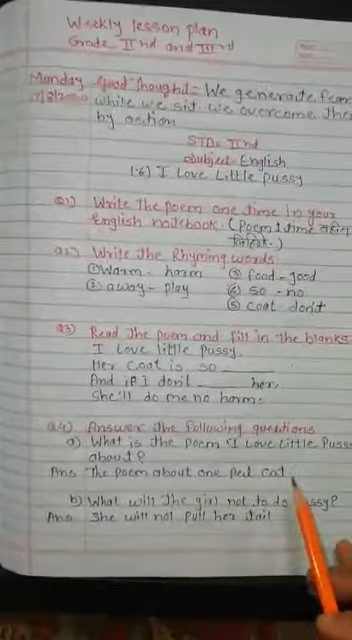 Weekly lesson plan
Grade IInd and IIIrd
Monday Good Thought - We generate fears
while we sit. we overcome them
by action
STD:- IInd
Subject:- English
1.6) I Love Little Pussy
Q1) Write the poem one time in your
English notebook. (Poem 1 time
Q2) Write the Rhyming words.
① Warm - harm ③ food - good
② away - play ④ so - no
⑤ coat - don't
Q3) Read the poem and fill in the blanks
I Love little pussy,
Her coat is so ______
And if I don't ______ her,
She'll do me no harm.
Q4) Answer the following questions
a) What is the poem 'I Love Little Pussy
about?
Ans The poem about one pet cat
b) What will the girl not to do ssy?
Ans She will not pull her tail